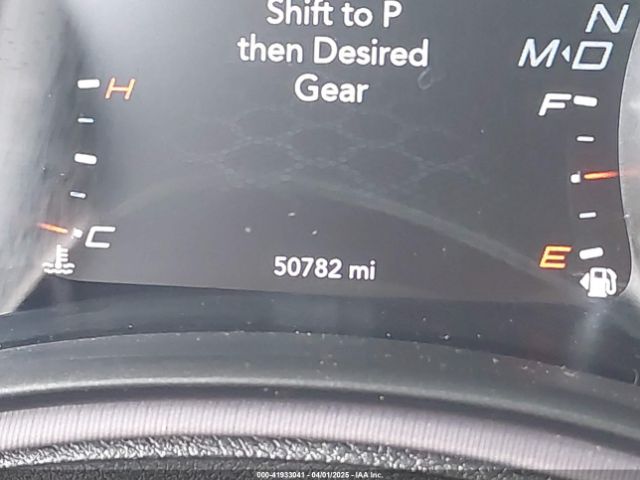 Shift to P
then Desired
Gear
N
M◂D
H
F
C
E
50782 mi
000-41933041 - 04/01/2025 - IAA Inc.